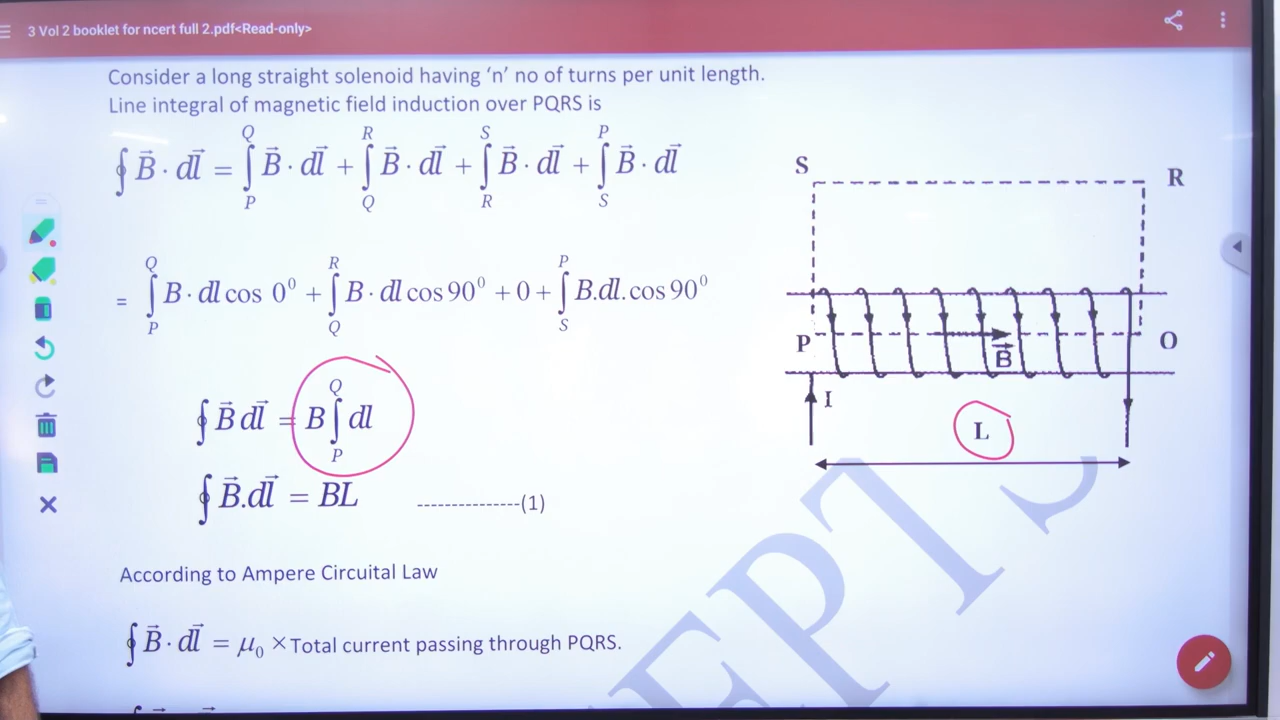 3 Vol 2 booklet for ncert full 2.pdf<Read-only>
Consider a long straight solenoid having ‘n’ no of turns per unit length.
Line integral of magnetic field induction over PQRS is
∮ B⃗ · dl⃗ = ∫_P^Q B⃗ · dl⃗ + ∫_Q^R B⃗ · dl⃗ + ∫_R^S B⃗ · dl⃗ + ∫_S^P B⃗ · dl⃗
= ∫_P^Q B · dl cos 0⁰ + ∫_Q^R B · dl cos 90⁰ + 0 + ∫_S^P B.dl.cos 90⁰
∮ B⃗ dl⃗ = B ∫_P^Q dl
∮ B⃗.dl⃗ = BL ---------------(1)
According to Ampere Circuital Law
∮ B⃗ · dl⃗ = μ₀ × Total current passing through PQRS.
S
R
P
O
B⃗
I
L